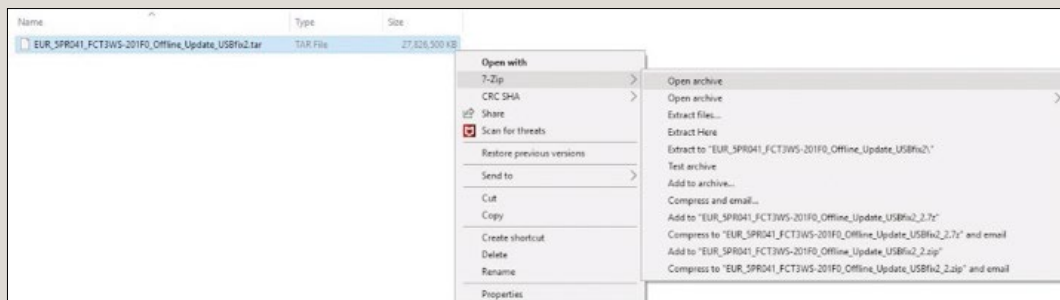 Name Type Size
EUR_5PR041_FCT3WS-201F0_Offline_Update_USBfix2.tar TAR File 27,826,500 KB
Open with
7-Zip
CRC SHA
Share
Scan for threats
Restore previous versions
Send to
Cut
Copy
Create shortcut
Delete
Rename
Properties
Open archive
Open archive
Extract files...
Extract Here
Extract to "EUR_5PR041_FCT3WS-201F0_Offline_Update_USBfix2\"
Test archive
Add to archive...
Compress and email...
Add to "EUR_5PR041_FCT3WS-201F0_Offline_Update_USBfix2_2.7z"
Compress to "EUR_5PR041_FCT3WS-201F0_Offline_Update_USBfix2_2.7z" and email
Add to "EUR_5PR041_FCT3WS-201F0_Offline_Update_USBfix2_2.zip"
Compress to "EUR_5PR041_FCT3WS-201F0_Offline_Update_USBfix2_2.zip" and email